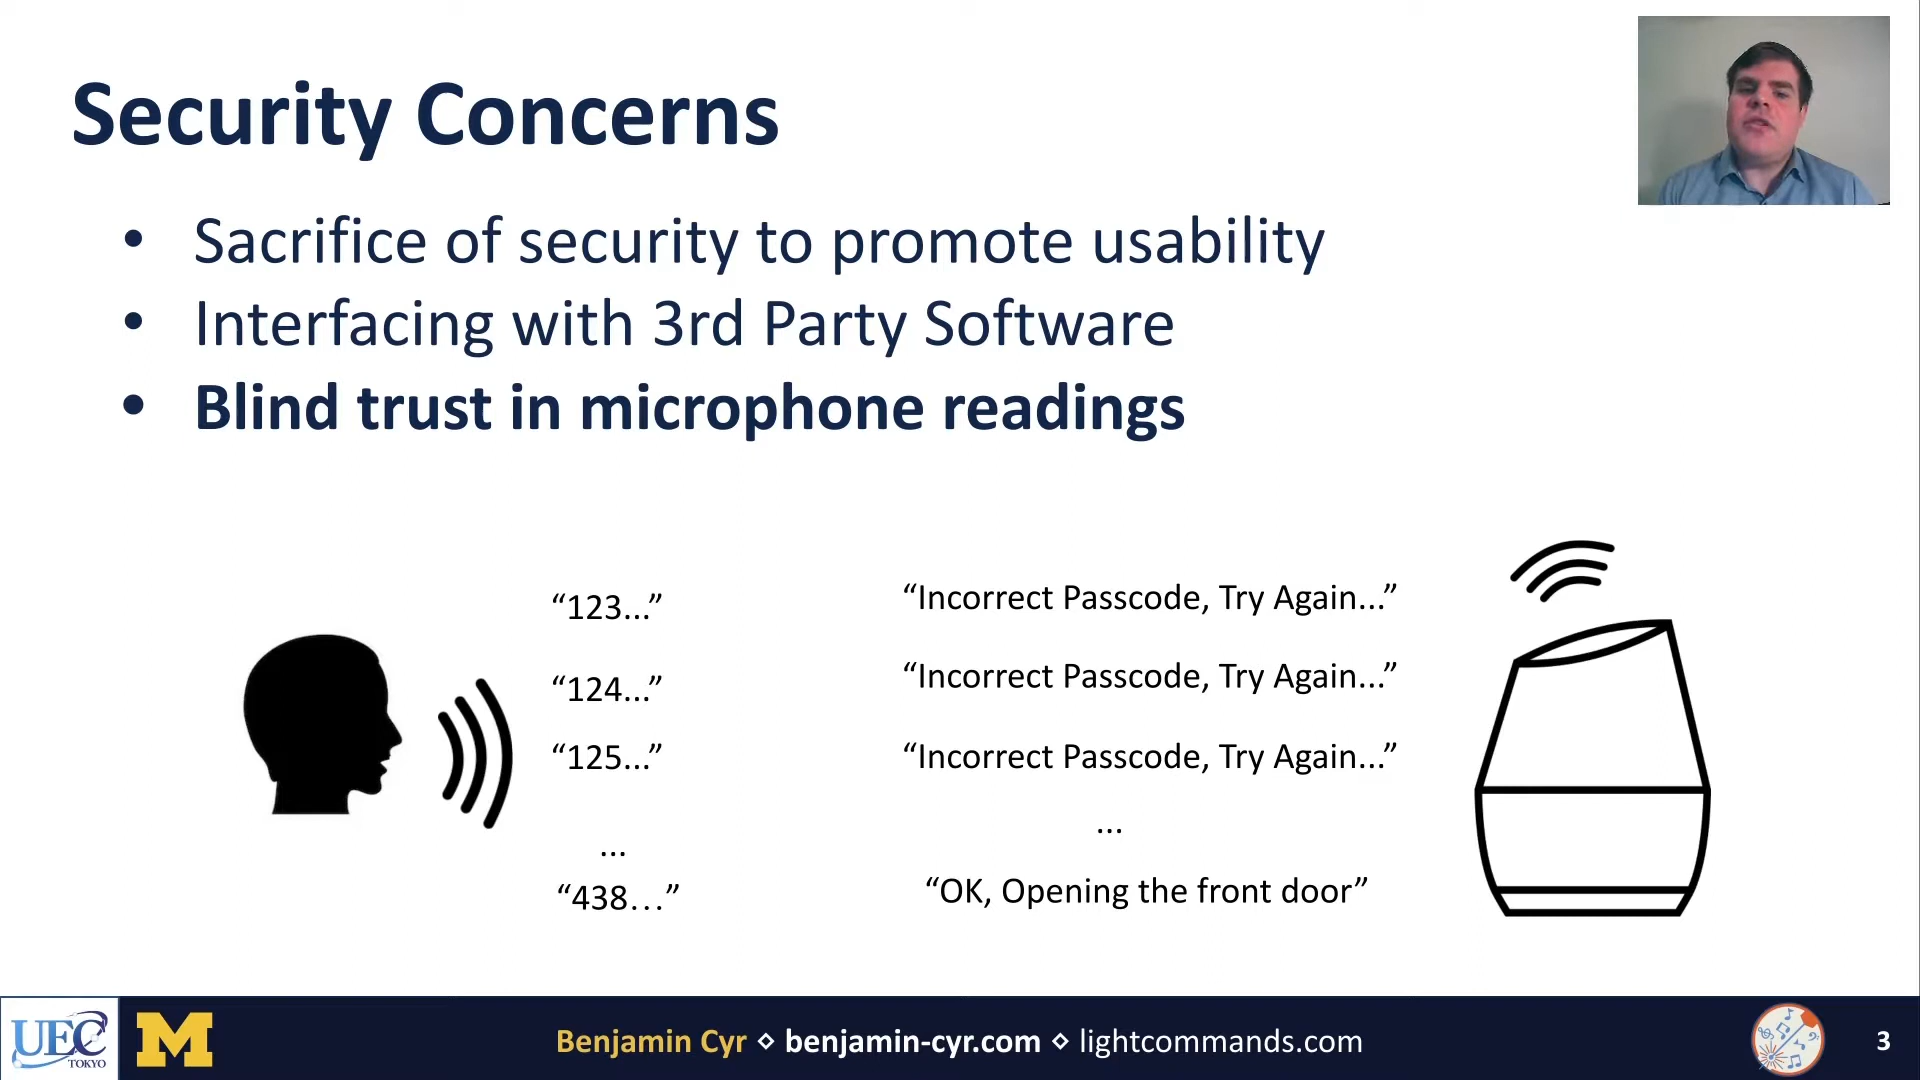 Security Concerns
• Sacrifice of security to promote usability
• Interfacing with 3rd Party Software
• Blind trust in microphone readings
“123...”
“Incorrect Passcode, Try Again...”
“124...”
“Incorrect Passcode, Try Again...”
“125...”
“Incorrect Passcode, Try Again...”
...
...
“438...”
“OK, Opening the front door”
UEC
TOKYO
M
Benjamin Cyr ⋄ benjamin-cyr.com ⋄ lightcommands.com
3